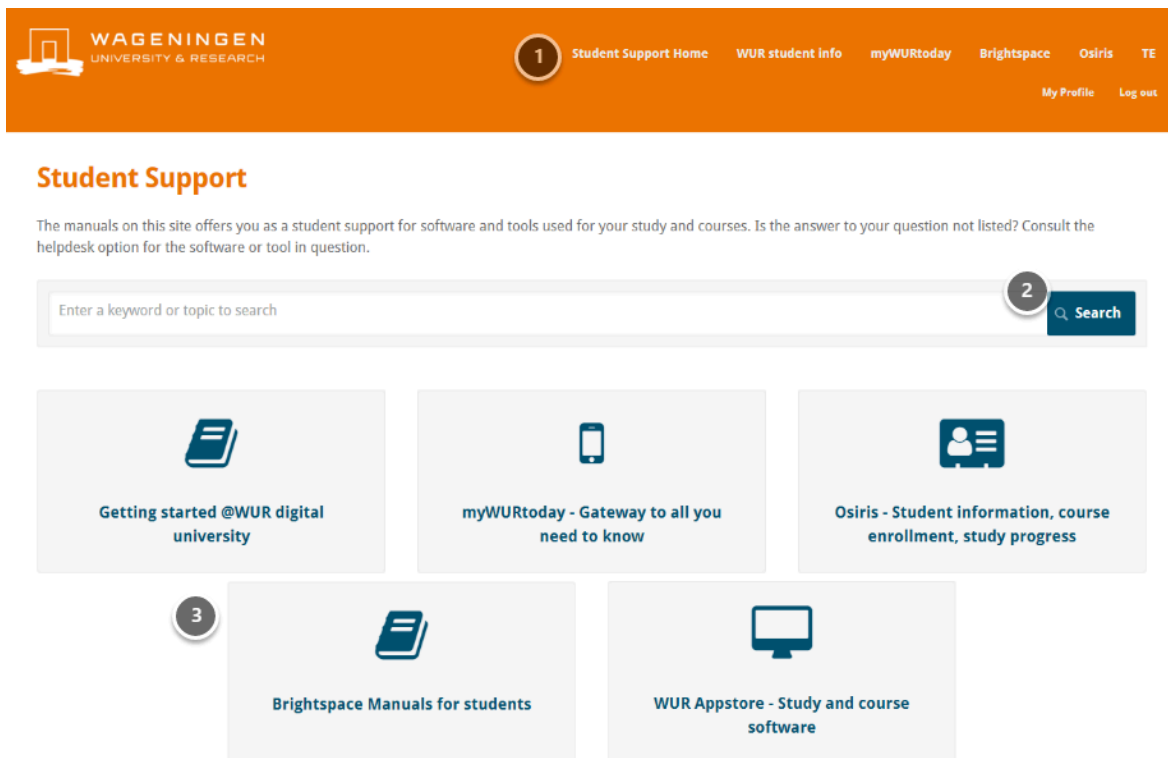 WAGENINGEN
UNIVERSITY & RESEARCH
1
Student Support Home WUR student info myWURtoday Brightspace Osiris TE
My Profile Log out
Student Support
The manuals on this site offers you as a student support for software and tools used for your study and courses. Is the answer to your question not listed? Consult the
helpdesk option for the software or tool in question.
2
Enter a keyword or topic to search
Search
Getting started @WUR digital
university
myWURtoday - Gateway to all you
need to know
Osiris - Student information, course
enrollment, study progress
3
Brightspace Manuals for students
WUR Appstore - Study and course
software